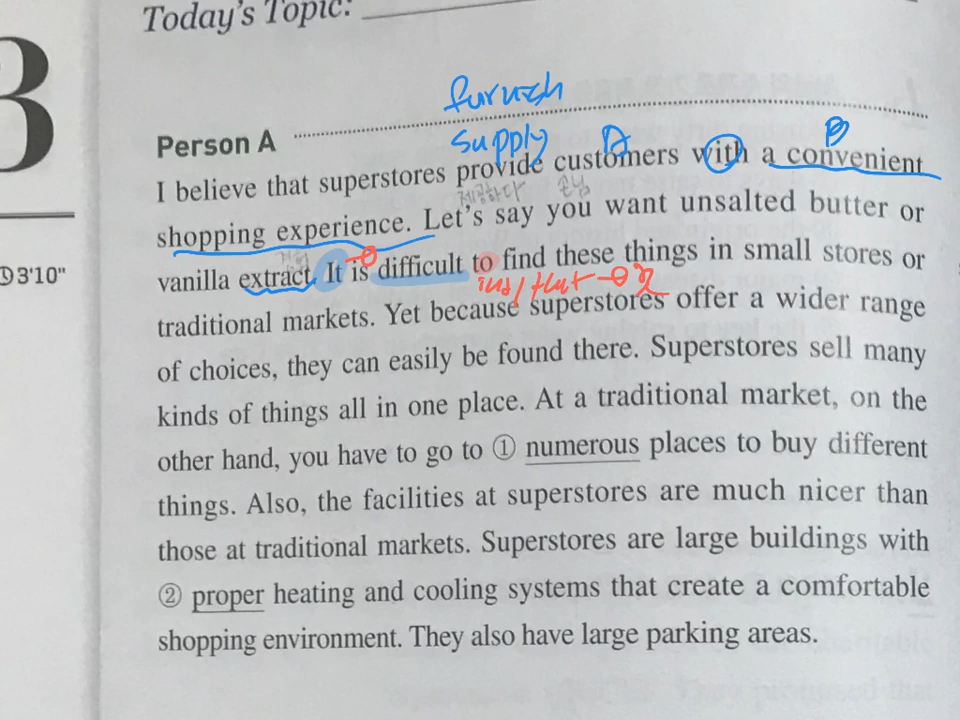 3
Today's Topic:
furnish
Person A
supply A B
I believe that superstores provide customers with a convenient
제공하다 손님
shopping experience. Let's say you want unsalted butter or
vanilla extract. It is difficult to find these things in small stores or
①3'10"
traditional markets. Yet because superstores offer a wider range
of choices, they can easily be found there. Superstores sell many
kinds of things all in one place. At a traditional market, on the
other hand, you have to go to ① numerous places to buy different
things. Also, the facilities at superstores are much nicer than
those at traditional markets. Superstores are large buildings with
② proper heating and cooling systems that create a comfortable
shopping environment. They also have large parking areas.